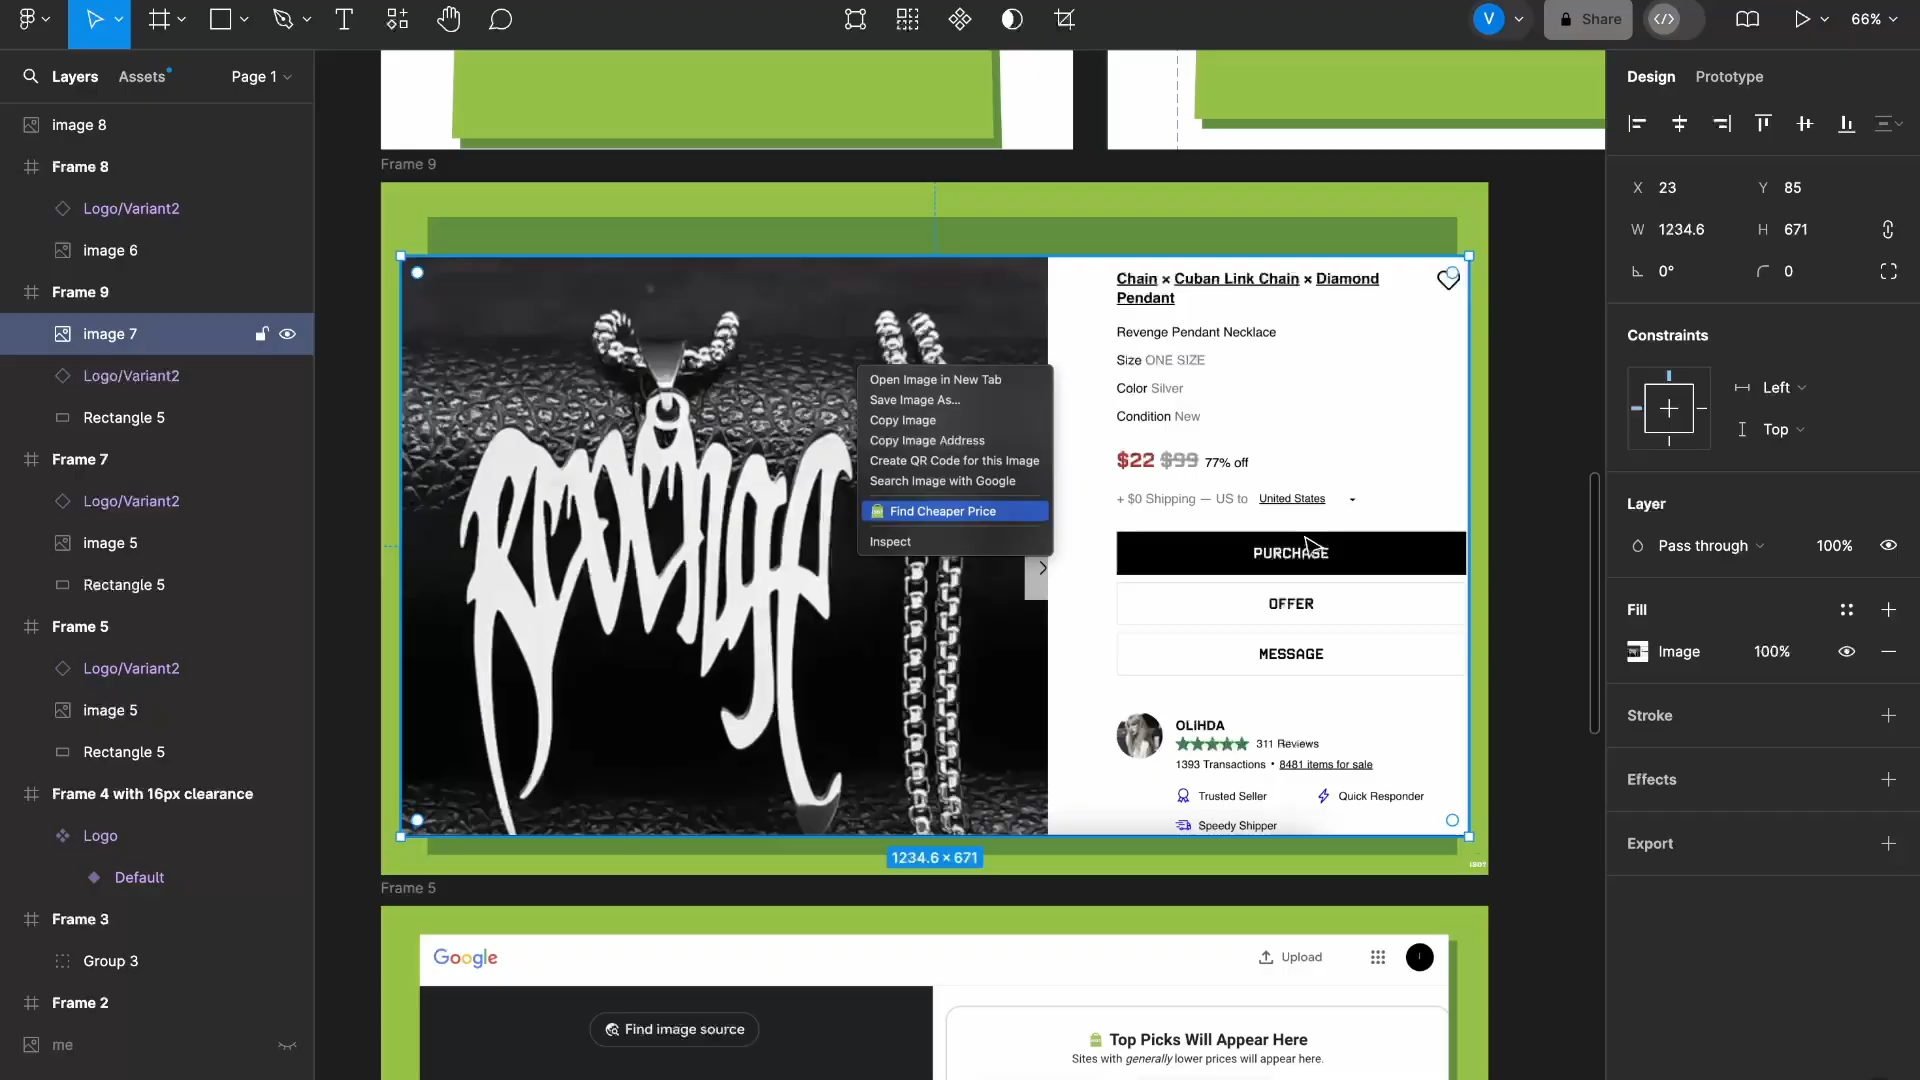 V
Share
66%
Layers
Assets
Page 1
image 8
Frame 8
Logo/Variant2
image 6
Frame 9
image 7
Logo/Variant2
Rectangle 5
Frame 7
Logo/Variant2
image 5
Rectangle 5
Frame 5
Logo/Variant2
image 5
Rectangle 5
Frame 4 with 16px clearance
Logo
Default
Frame 3
Group 3
Frame 2
me
Frame 9
Revenge
Open Image in New Tab
Save Image As...
Copy Image
Copy Image Address
Create QR Code for this Image
Search Image with Google
Find Cheaper Price
Inspect
Chain × Cuban Link Chain × Diamond
Pendant
Revenge Pendant Necklace
Size ONE SIZE
Color Silver
Condition New
$22 $99 77% off
+ $0 Shipping — US to United States
PURCHASE
OFFER
MESSAGE
OLIHDA
311 Reviews
1393 Transactions • 8481 items for sale
Trusted Seller
Quick Responder
Speedy Shipper
1234.6 × 671
Frame 5
Google
Upload
Find image source
Top Picks Will Appear Here
Sites with generally lower prices will appear here.
Design
Prototype
X 23
Y 85
W 1234.6
H 671
0°
0
Constraints
Left
Top
Layer
Pass through
100%
Fill
Image
100%
Stroke
Effects
Export